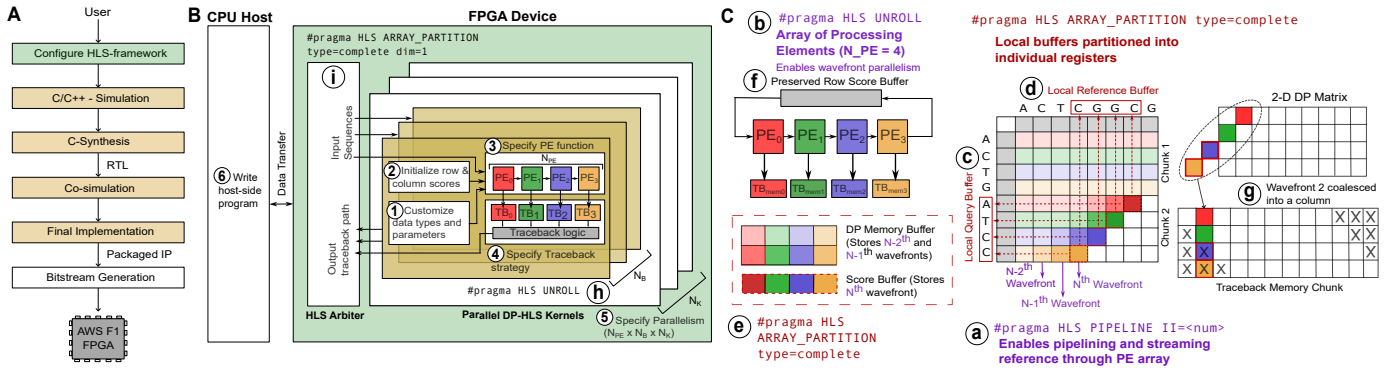 A
User
Configure HLS-framework
C/C++ - Simulation
C-Synthesis
RTL
Co-simulation
Final Implementation
Packaged IP
Bitstream Generation
AWS F1
FPGA
B
CPU Host
6 Write
host-side
program
Data Transfer
FPGA Device
#pragma HLS ARRAY_PARTITION
type=complete dim=1
i
Input
Sequences
Output
traceback path
HLS Arbiter
3 Specify PE function
N_PE
2 Initialize row &
column scores
PE0 PE1 PE2 PE3
1 Customize
data types and
parameters
TB0 TB1 TB2 TB3
Traceback logic
4 Specify Traceback
strategy
N_B
#pragma HLS UNROLL
h
N_K
Parallel DP-HLS Kernels
5 Specify Parallelism
(N_PE x N_B x N_K)
C
b
#pragma HLS UNROLL
Array of Processing
Elements (N_PE = 4)
Enables wavefront parallelism
f
Preserved Row Score Buffer
PE0 PE1 PE2 PE3
TBmem0 TBmem1 TBmem2 TBmem3
DP Memory Buffer
(Stores N-2th and
N-1th wavefronts)
Score Buffer (Stores
Nth wavefront)
e
#pragma HLS
ARRAY_PARTITION
type=complete
#pragma HLS ARRAY_PARTITION type=complete
Local buffers partitioned into
individual registers
d
Local Reference Buffer
A C T C G G C G
c
Local Query Buffer
A
C
T
G
A
T
C
C
Chunk 1
Chunk 2
N-2th
Wavefront
N-1th Wavefront
Nth Wavefront
2-D DP Matrix
g
Wavefront 2 coalesced
into a column
X X X
X X X
X X X
X X X
Traceback Memory Chunk
a
#pragma HLS PIPELINE II=<num>
Enables pipelining and streaming
reference through PE array